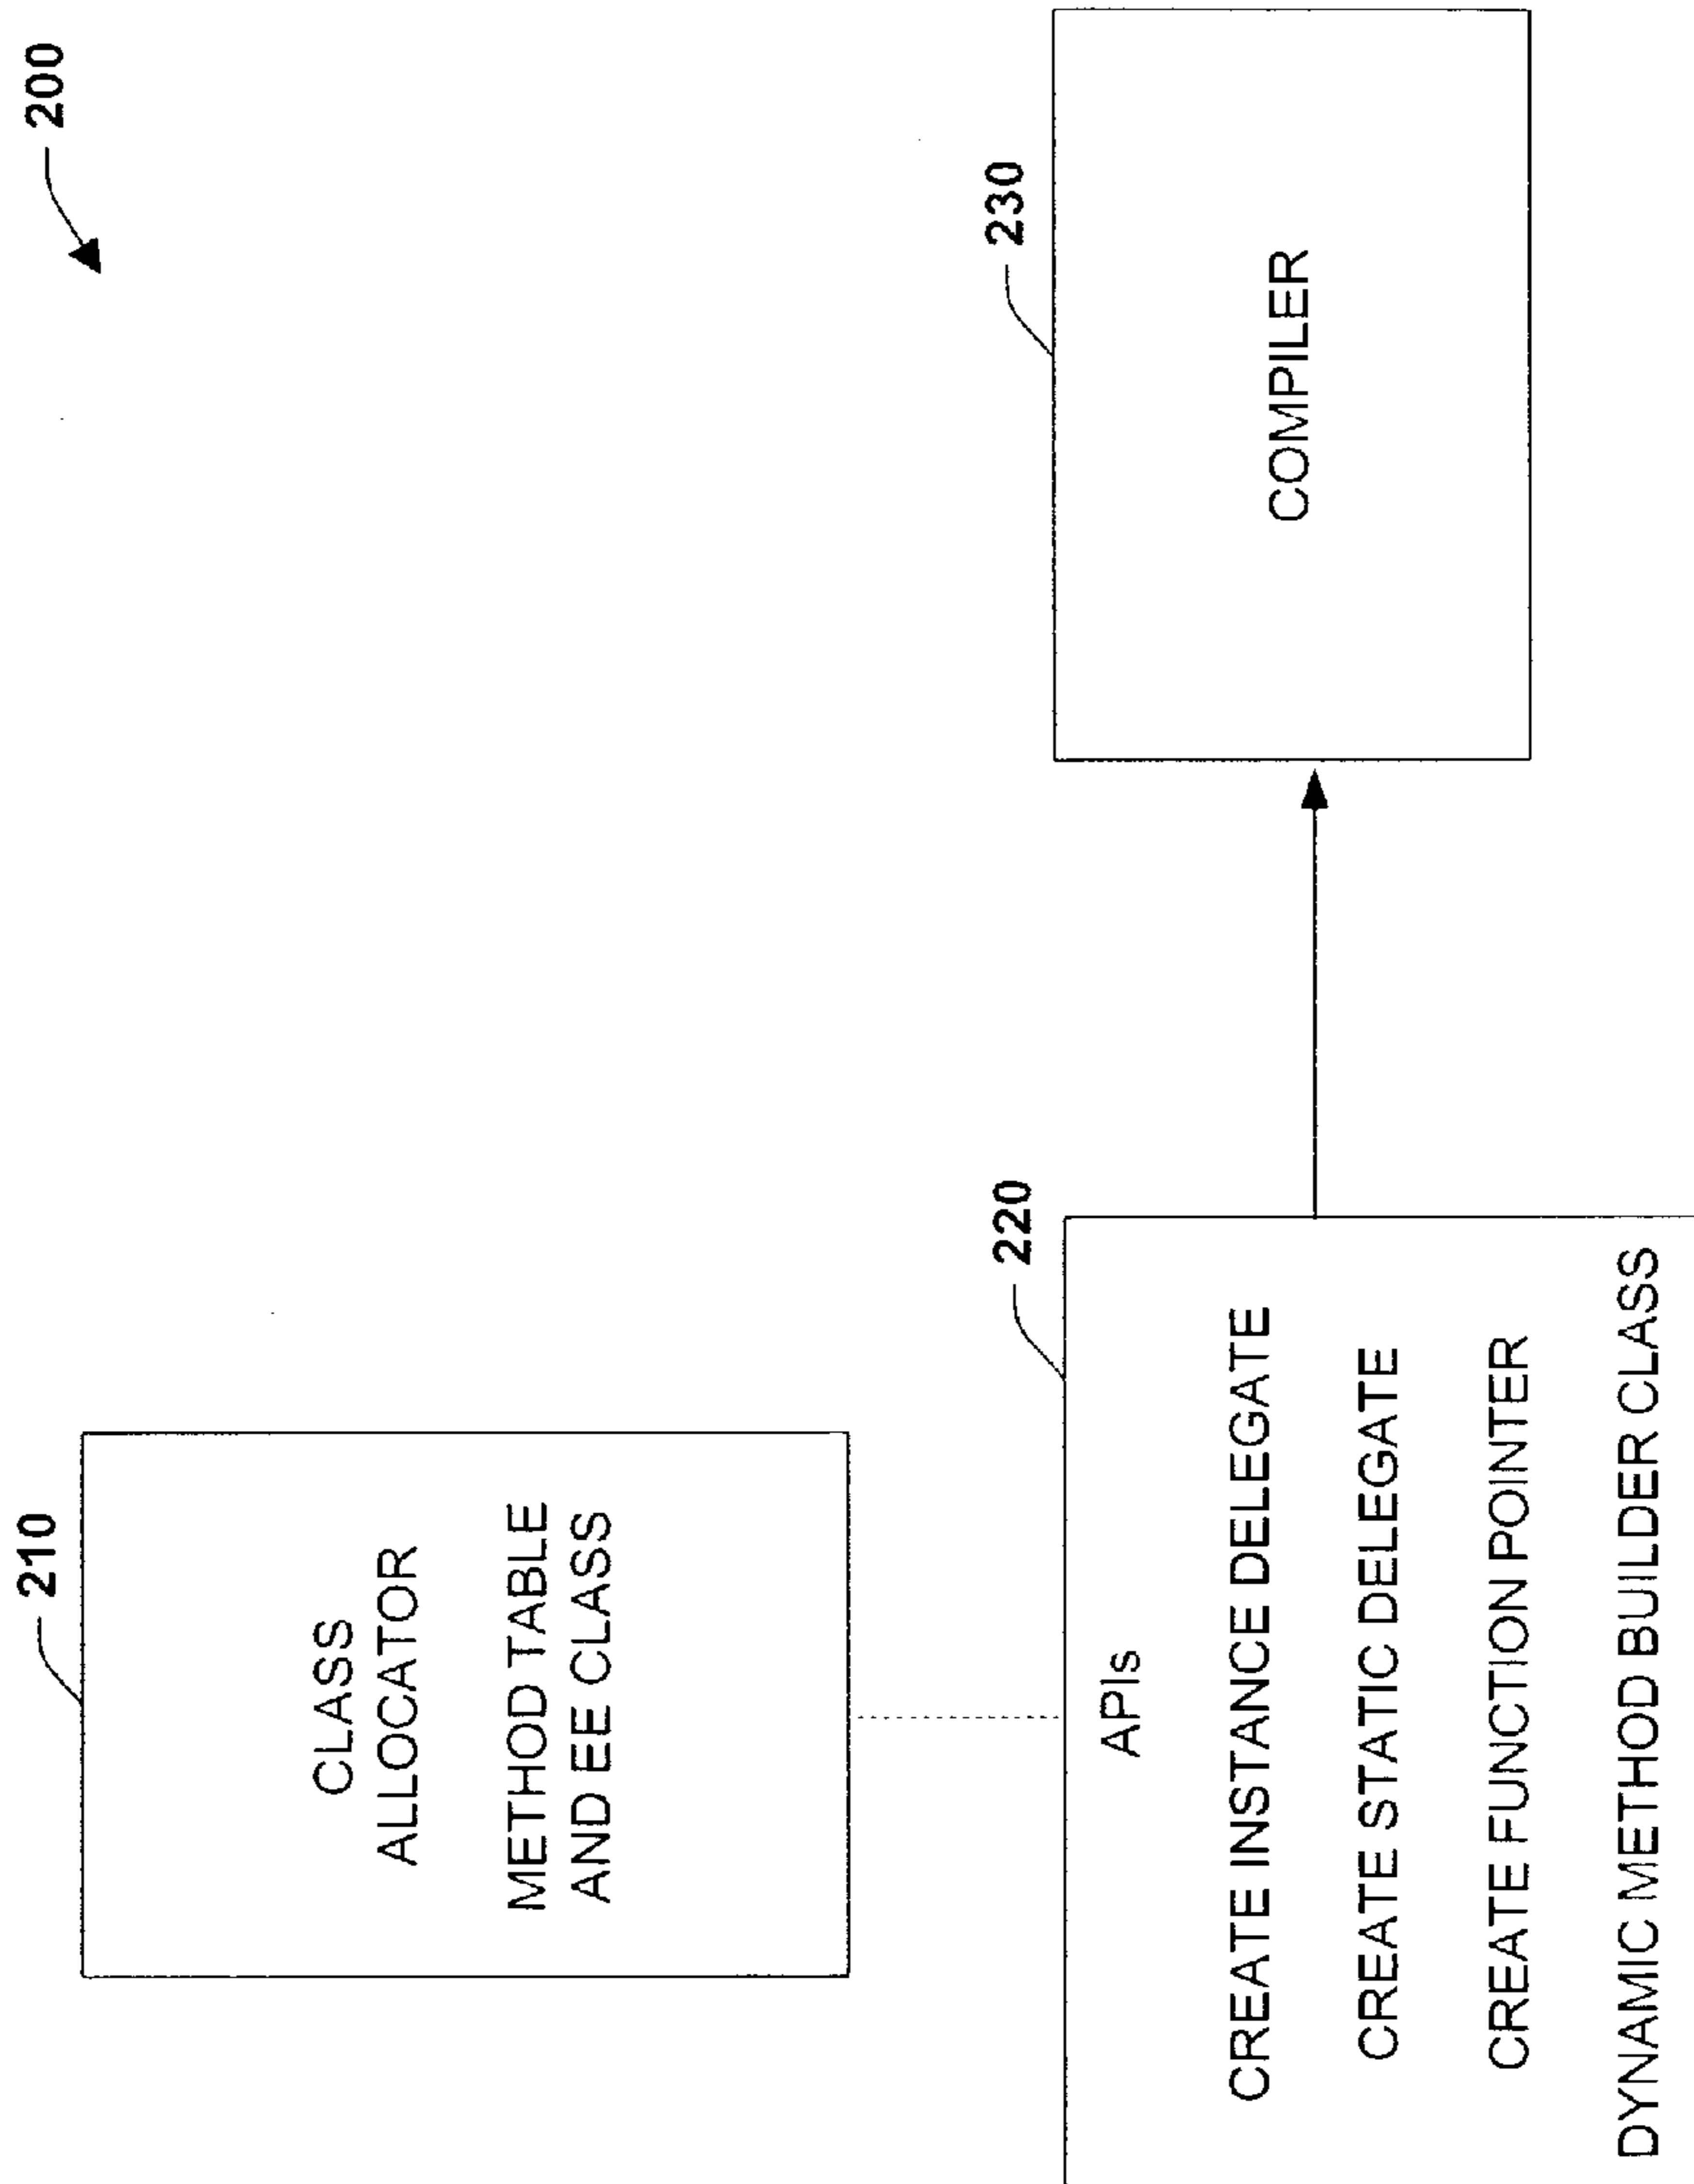 200
210
CLASS
ALLOCATOR
METHOD TABLE
AND EE CLASS
220
APIs
CREATE INSTANCE DELEGATE
CREATE STATIC DELEGATE
CREATE FUNCTION POINTER
DYNAMIC METHOD BUILDER CLASS
230
COMPILER